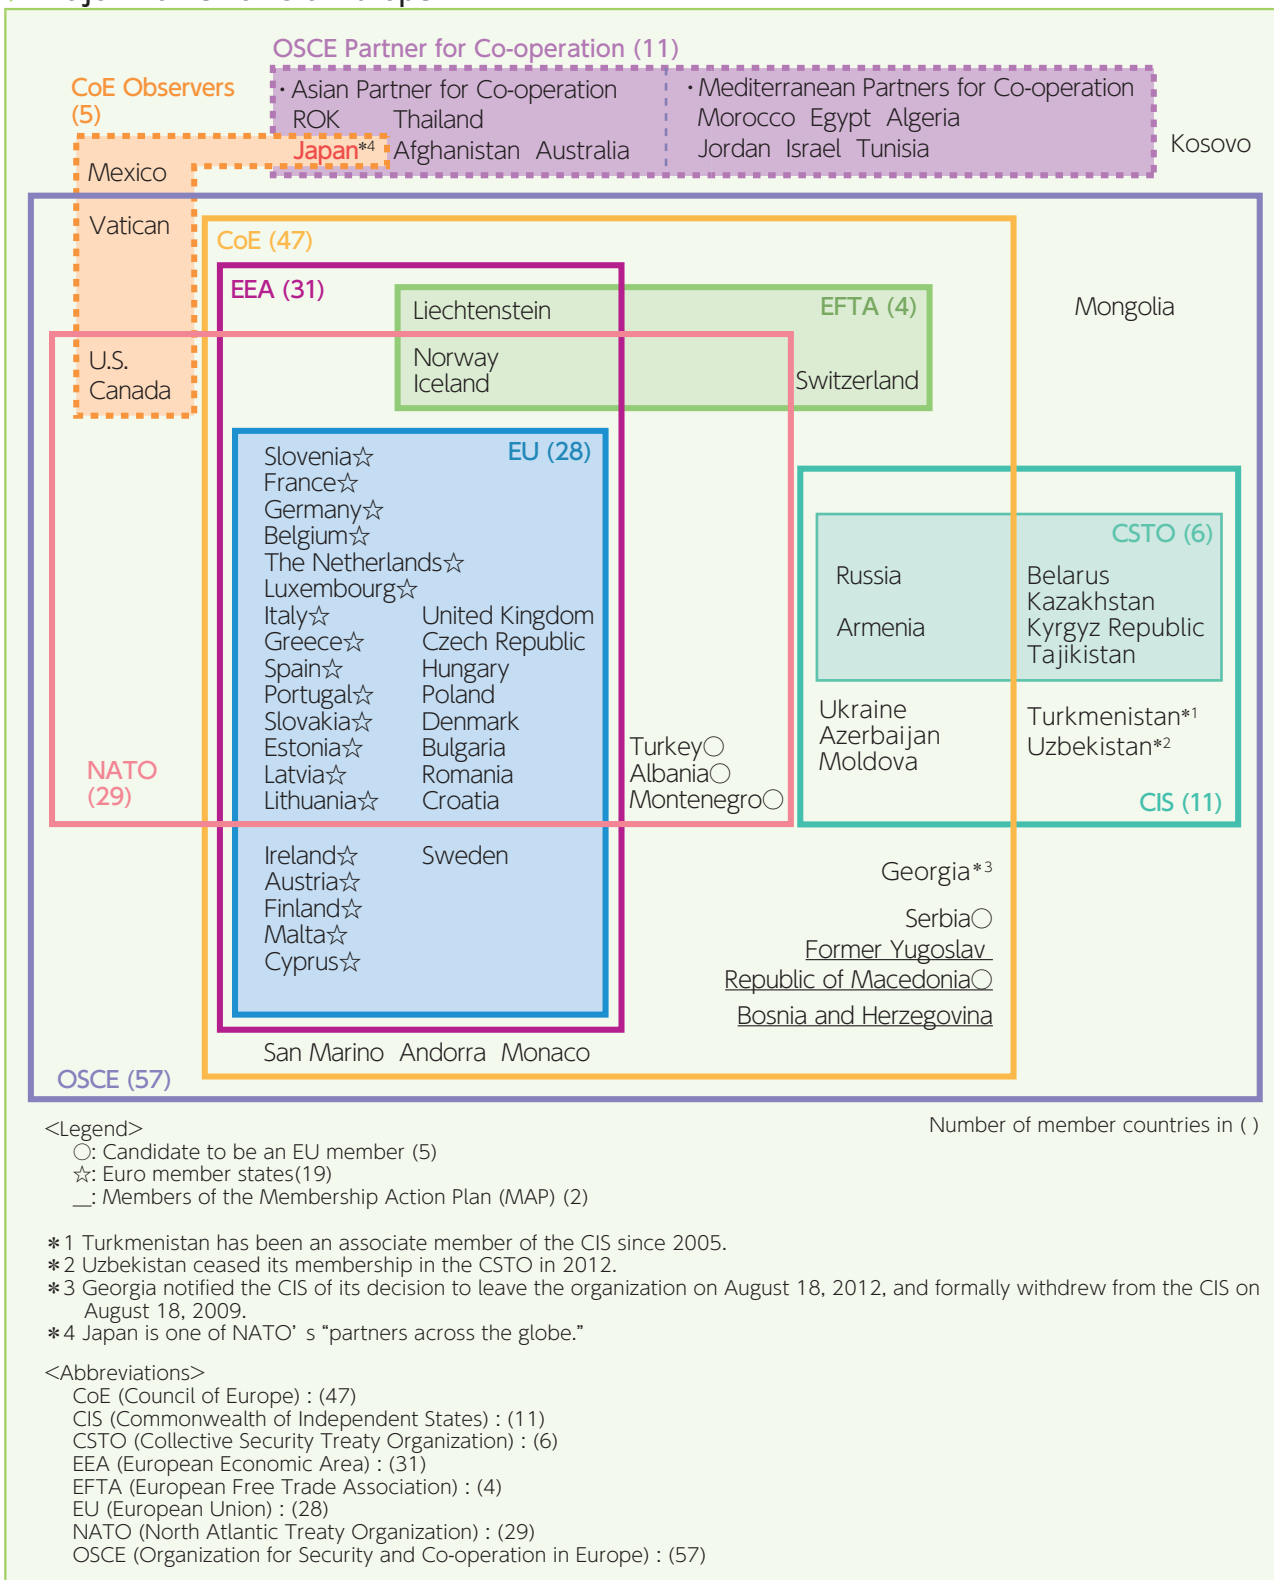 OSCE Partner for Co-operation (11)
CoE Observers
(5)
・Asian Partner for Co-operation
ROK Thailand
Japan*4 Afghanistan Australia
・Mediterranean Partners for Co-operation
Morocco Egypt Algeria
Jordan Israel Tunisia
Kosovo
Mexico
Vatican
U.S.
Canada
CoE (47)
EEA (31)
EFTA (4)
Liechtenstein
Norway
Iceland
Switzerland
Mongolia
EU (28)
Slovenia☆
France☆
Germany☆
Belgium☆
The Netherlands☆
Luxembourg☆
Italy☆ United Kingdom
Greece☆ Czech Republic
Spain☆ Hungary
Portugal☆ Poland
Slovakia☆ Denmark
Estonia☆ Bulgaria
Latvia☆ Romania
Lithuania☆ Croatia
NATO
(29)
Turkey○
Albania○
Montenegro○
CSTO (6)
Russia
Armenia
Belarus
Kazakhstan
Kyrgyz Republic
Tajikistan
Ukraine
Azerbaijan
Moldova
Turkmenistan*1
Uzbekistan*2
CIS (11)
Ireland☆ Sweden
Austria☆
Finland☆
Malta☆
Cyprus☆
Georgia*3
Serbia○
Former Yugoslav
Republic of Macedonia○
Bosnia and Herzegovina
San Marino Andorra Monaco
OSCE (57)
Number of member countries in ( )
<Legend>
○: Candidate to be an EU member (5)
☆: Euro member states(19)
__: Members of the Membership Action Plan (MAP) (2)
*1 Turkmenistan has been an associate member of the CIS since 2005.
*2 Uzbekistan ceased its membership in the CSTO in 2012.
*3 Georgia notified the CIS of its decision to leave the organization on August 18, 2012, and formally withdrew from the CIS on
August 18, 2009.
*4 Japan is one of NATO’ s “partners across the globe.”
<Abbreviations>
CoE (Council of Europe) : (47)
CIS (Commonwealth of Independent States) : (11)
CSTO (Collective Security Treaty Organization) : (6)
EEA (European Economic Area) : (31)
EFTA (European Free Trade Association) : (4)
EU (European Union) : (28)
NATO (North Atlantic Treaty Organization) : (29)
OSCE (Organization for Security and Co-operation in Europe) : (57)